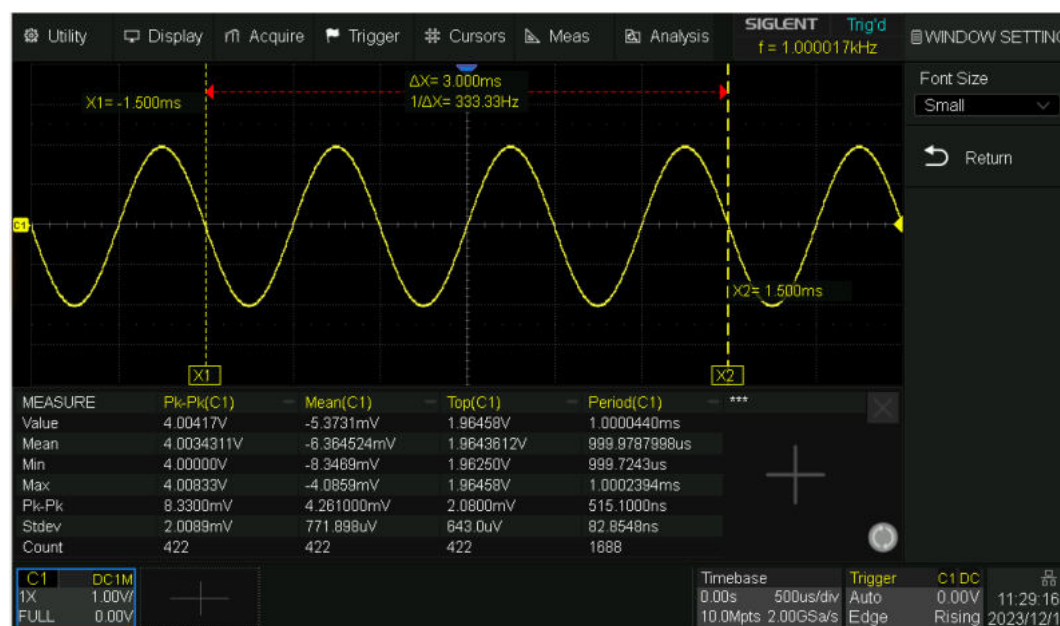 Utility Display Acquire Trigger Cursors Meas Analysis SIGLENT Trig'd
f = 1.000017kHz
WINDOW SETTING
Font Size
Small
Return
ΔX= 3.000ms
1/ΔX= 333.33Hz
X1= -1.500ms
C1
X2= 1.500ms
X1 X2
MEASURE Pk-Pk(C1) Mean(C1) Top(C1) Period(C1) ***
Value 4.00417V -5.3731mV 1.96458V 1.0000440ms
Mean 4.0034311V -6.364524mV 1.9643612V 999.9787998us
Min 4.00000V -8.3469mV 1.96250V 999.7243us
Max 4.00833V -4.0859mV 1.96458V 1.0002394ms
Pk-Pk 8.3300mV 4.261000mV 2.0800mV 515.1000ns
Stdev 2.0089mV 771.898uV 643.0uV 82.8548ns
Count 422 422 422 1688
C1 DC1M
1X 1.00V/
FULL 0.00V
Timebase
0.00s 500us/div
10.0Mpts 2.00GSa/s
Trigger C1 DC
Auto 0.00V
Edge Rising
11:29:16
2023/12/1